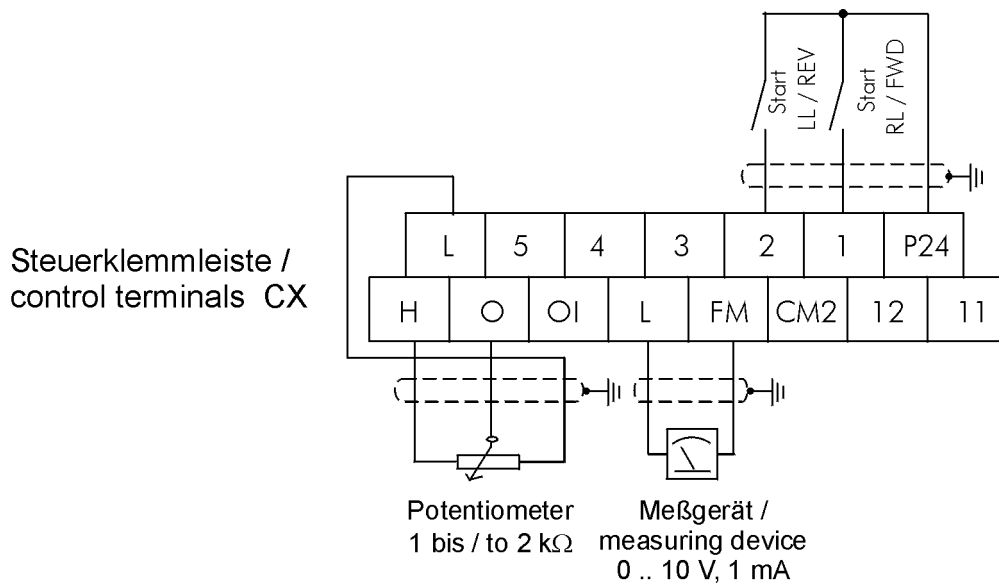 Start
LL / REV
Start
RL / FWD
L 5 4 3 2 1 P24
Steuerklemmleiste /
control terminals CX
H O OI L FM CM2 12 11
Potentiometer
1 bis / to 2 kΩ
Meßgerät /
measuring device
0 .. 10 V, 1 mA